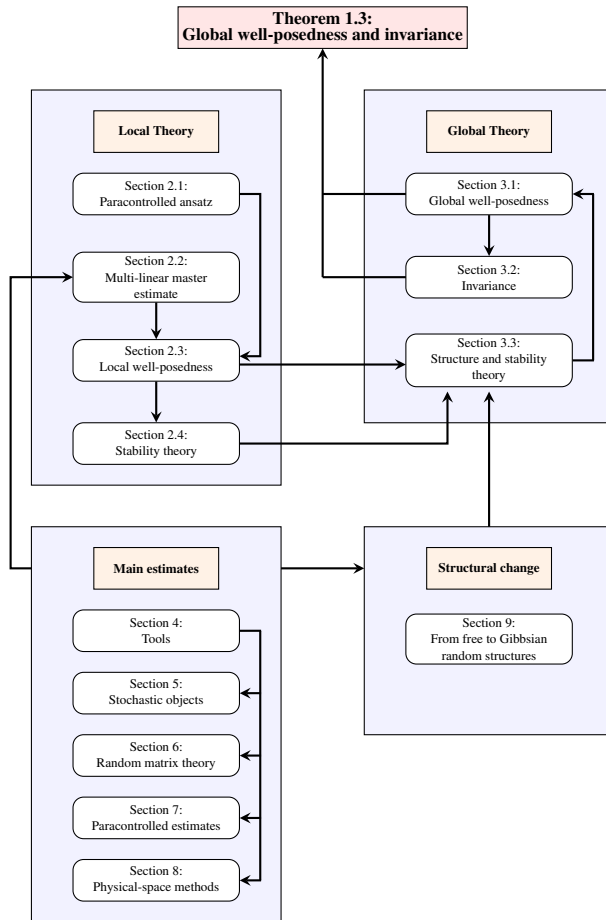 Theorem 1.3:
Global well-posedness and invariance
Local Theory
Section 2.1:
Paracontrolled ansatz
Section 2.2:
Multi-linear master
estimate
Section 2.3:
Local well-posedness
Section 2.4:
Stability theory
Global Theory
Section 3.1:
Global well-posedness
Section 3.2:
Invariance
Section 3.3:
Structure and stability
theory
Main estimates
Section 4:
Tools
Section 5:
Stochastic objects
Section 6:
Random matrix theory
Section 7:
Paracontrolled estimates
Section 8:
Physical-space methods
Structural change
Section 9:
From free to Gibbsian
random structures